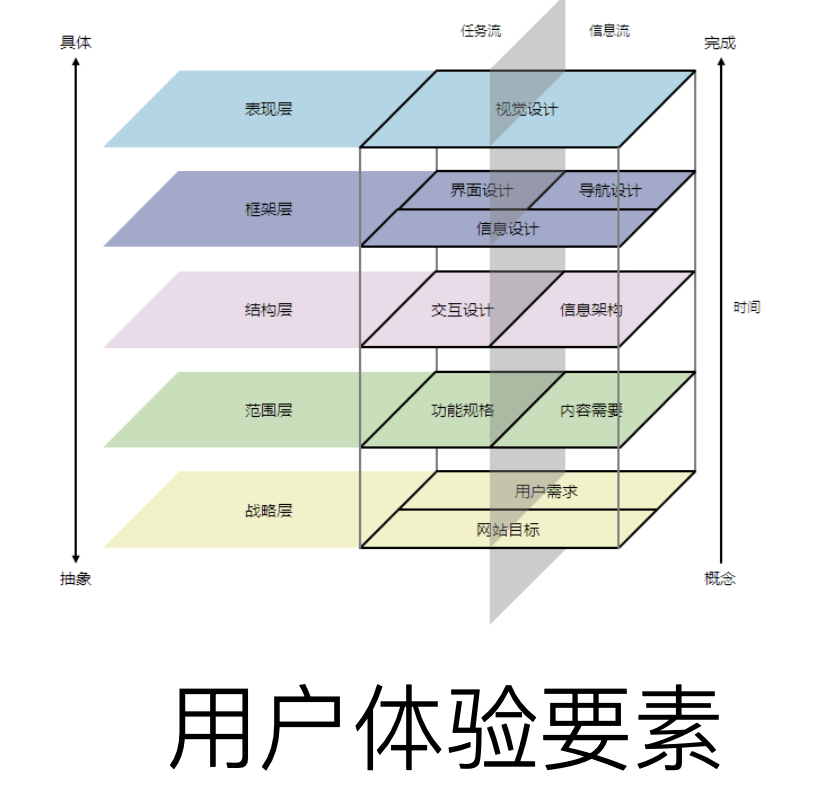 任务流 信息流
具体 完成
表现层 视觉设计
界面设计 导航设计
框架层
信息设计
时间
结构层 交互设计 信息架构
范围层 功能规格 内容需要
用户需求
战略层
网站目标
抽象 概念
用户体验要素